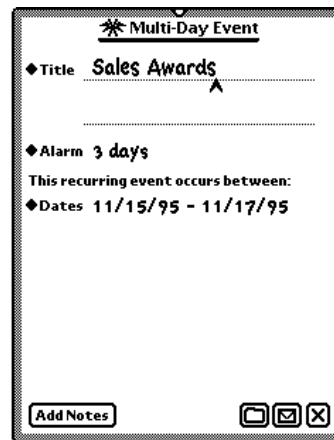 Multi-Day Event
◆Title Sales Awards
◆Alarm 3 days
This recurring event occurs between:
◆Dates 11/15/95 - 11/17/95
Add Notes